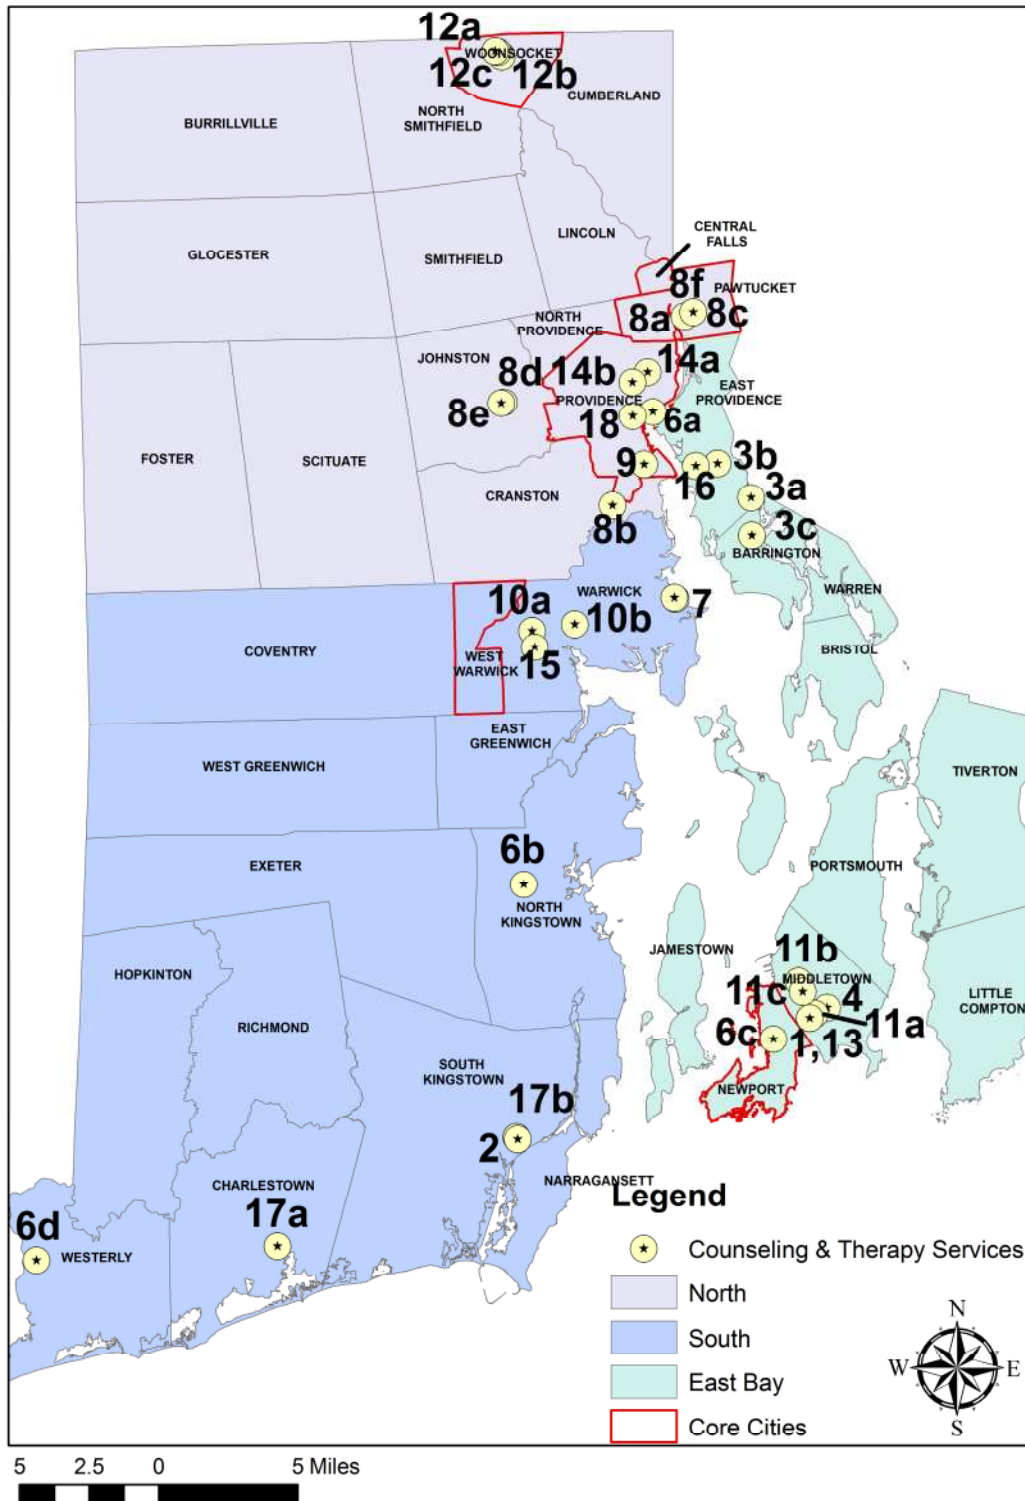 12a
WOONSOCKET
12c
12b
CUMBERLAND
NORTH
SMITHFIELD
BURRILLVILLE
CENTRAL
FALLS
LINCOLN
GLOCESTER
SMITHFIELD
8f
PAWTUCKET
8a
8c
NORTH
PROVIDENCE
JOHNSTON
14a
8d
14b
EAST
PROVIDENCE
PROVIDENCE
8e
18
6a
FOSTER
SCITUATE
9
3b
16
CRANSTON
3a
8b
3c
BARRINGTON
WARREN
WARWICK
10a
10b
7
COVENTRY
WEST
WARWICK
15
BRISTOL
EAST
GREENWICH
WEST GREENWICH
TIVERTON
6b
EXETER
PORTSMOUTH
NORTH
KINGSTOWN
JAMESTOWN
11b
MIDDLETOWN
HOPKINTON
11c
4
LITTLE
COMPTON
RICHMOND
11a
6c
1,13
SOUTH
KINGSTOWN
NEWPORT
17b
2
NARRAGANSETT
CHARLESTOWN
17a
6d
WESTERLY
Legend
Counseling & Therapy Services
North
South
East Bay
Core Cities
N
W
E
S
5 2.5 0 5 Miles